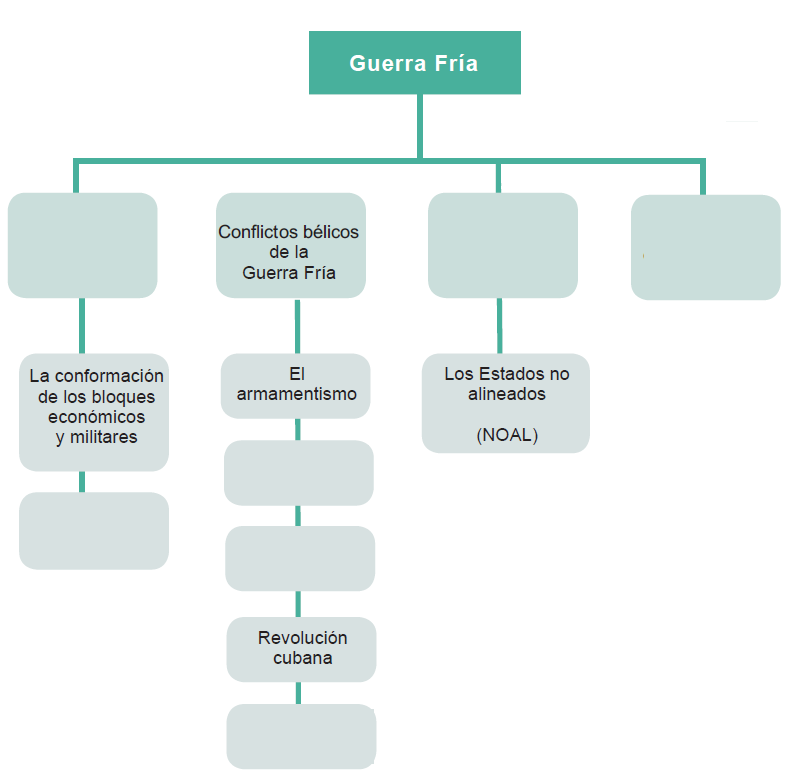 Guerra Fría
Conflictos bélicos
de la
Guerra Fría
La conformación
de los bloques
económicos
y militares
El
armamentismo
Revolución
cubana
Los Estados no
alineados
(NOAL)